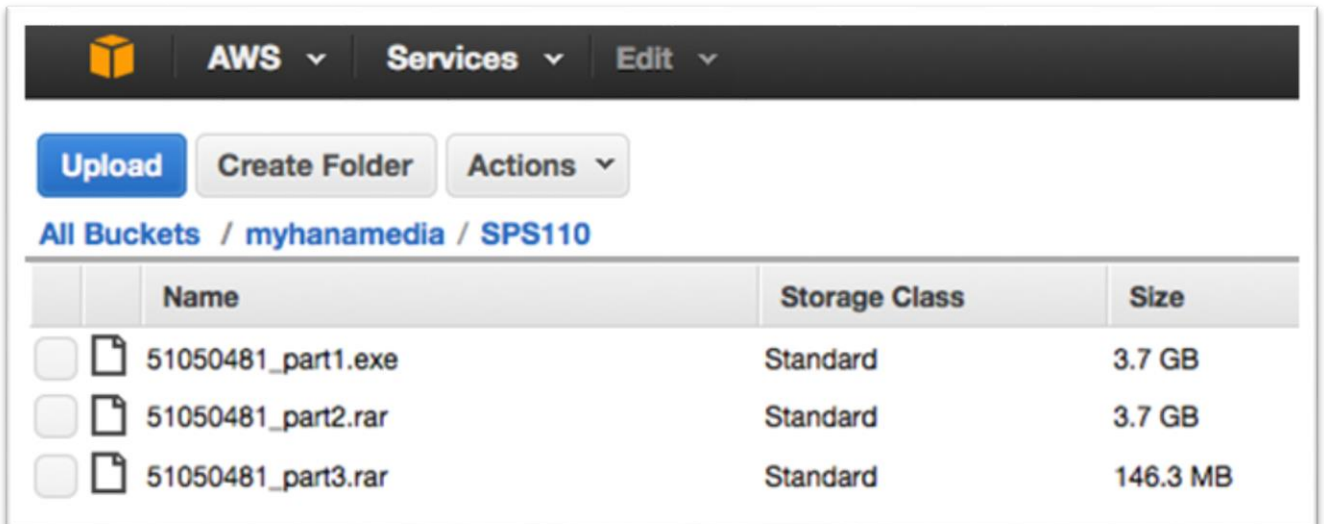 AWS Services Edit
Upload Create Folder Actions
All Buckets / myhanamedia / SPS110
Name Storage Class Size
51050481_part1.exe Standard 3.7 GB
51050481_part2.rar Standard 3.7 GB
51050481_part3.rar Standard 146.3 MB